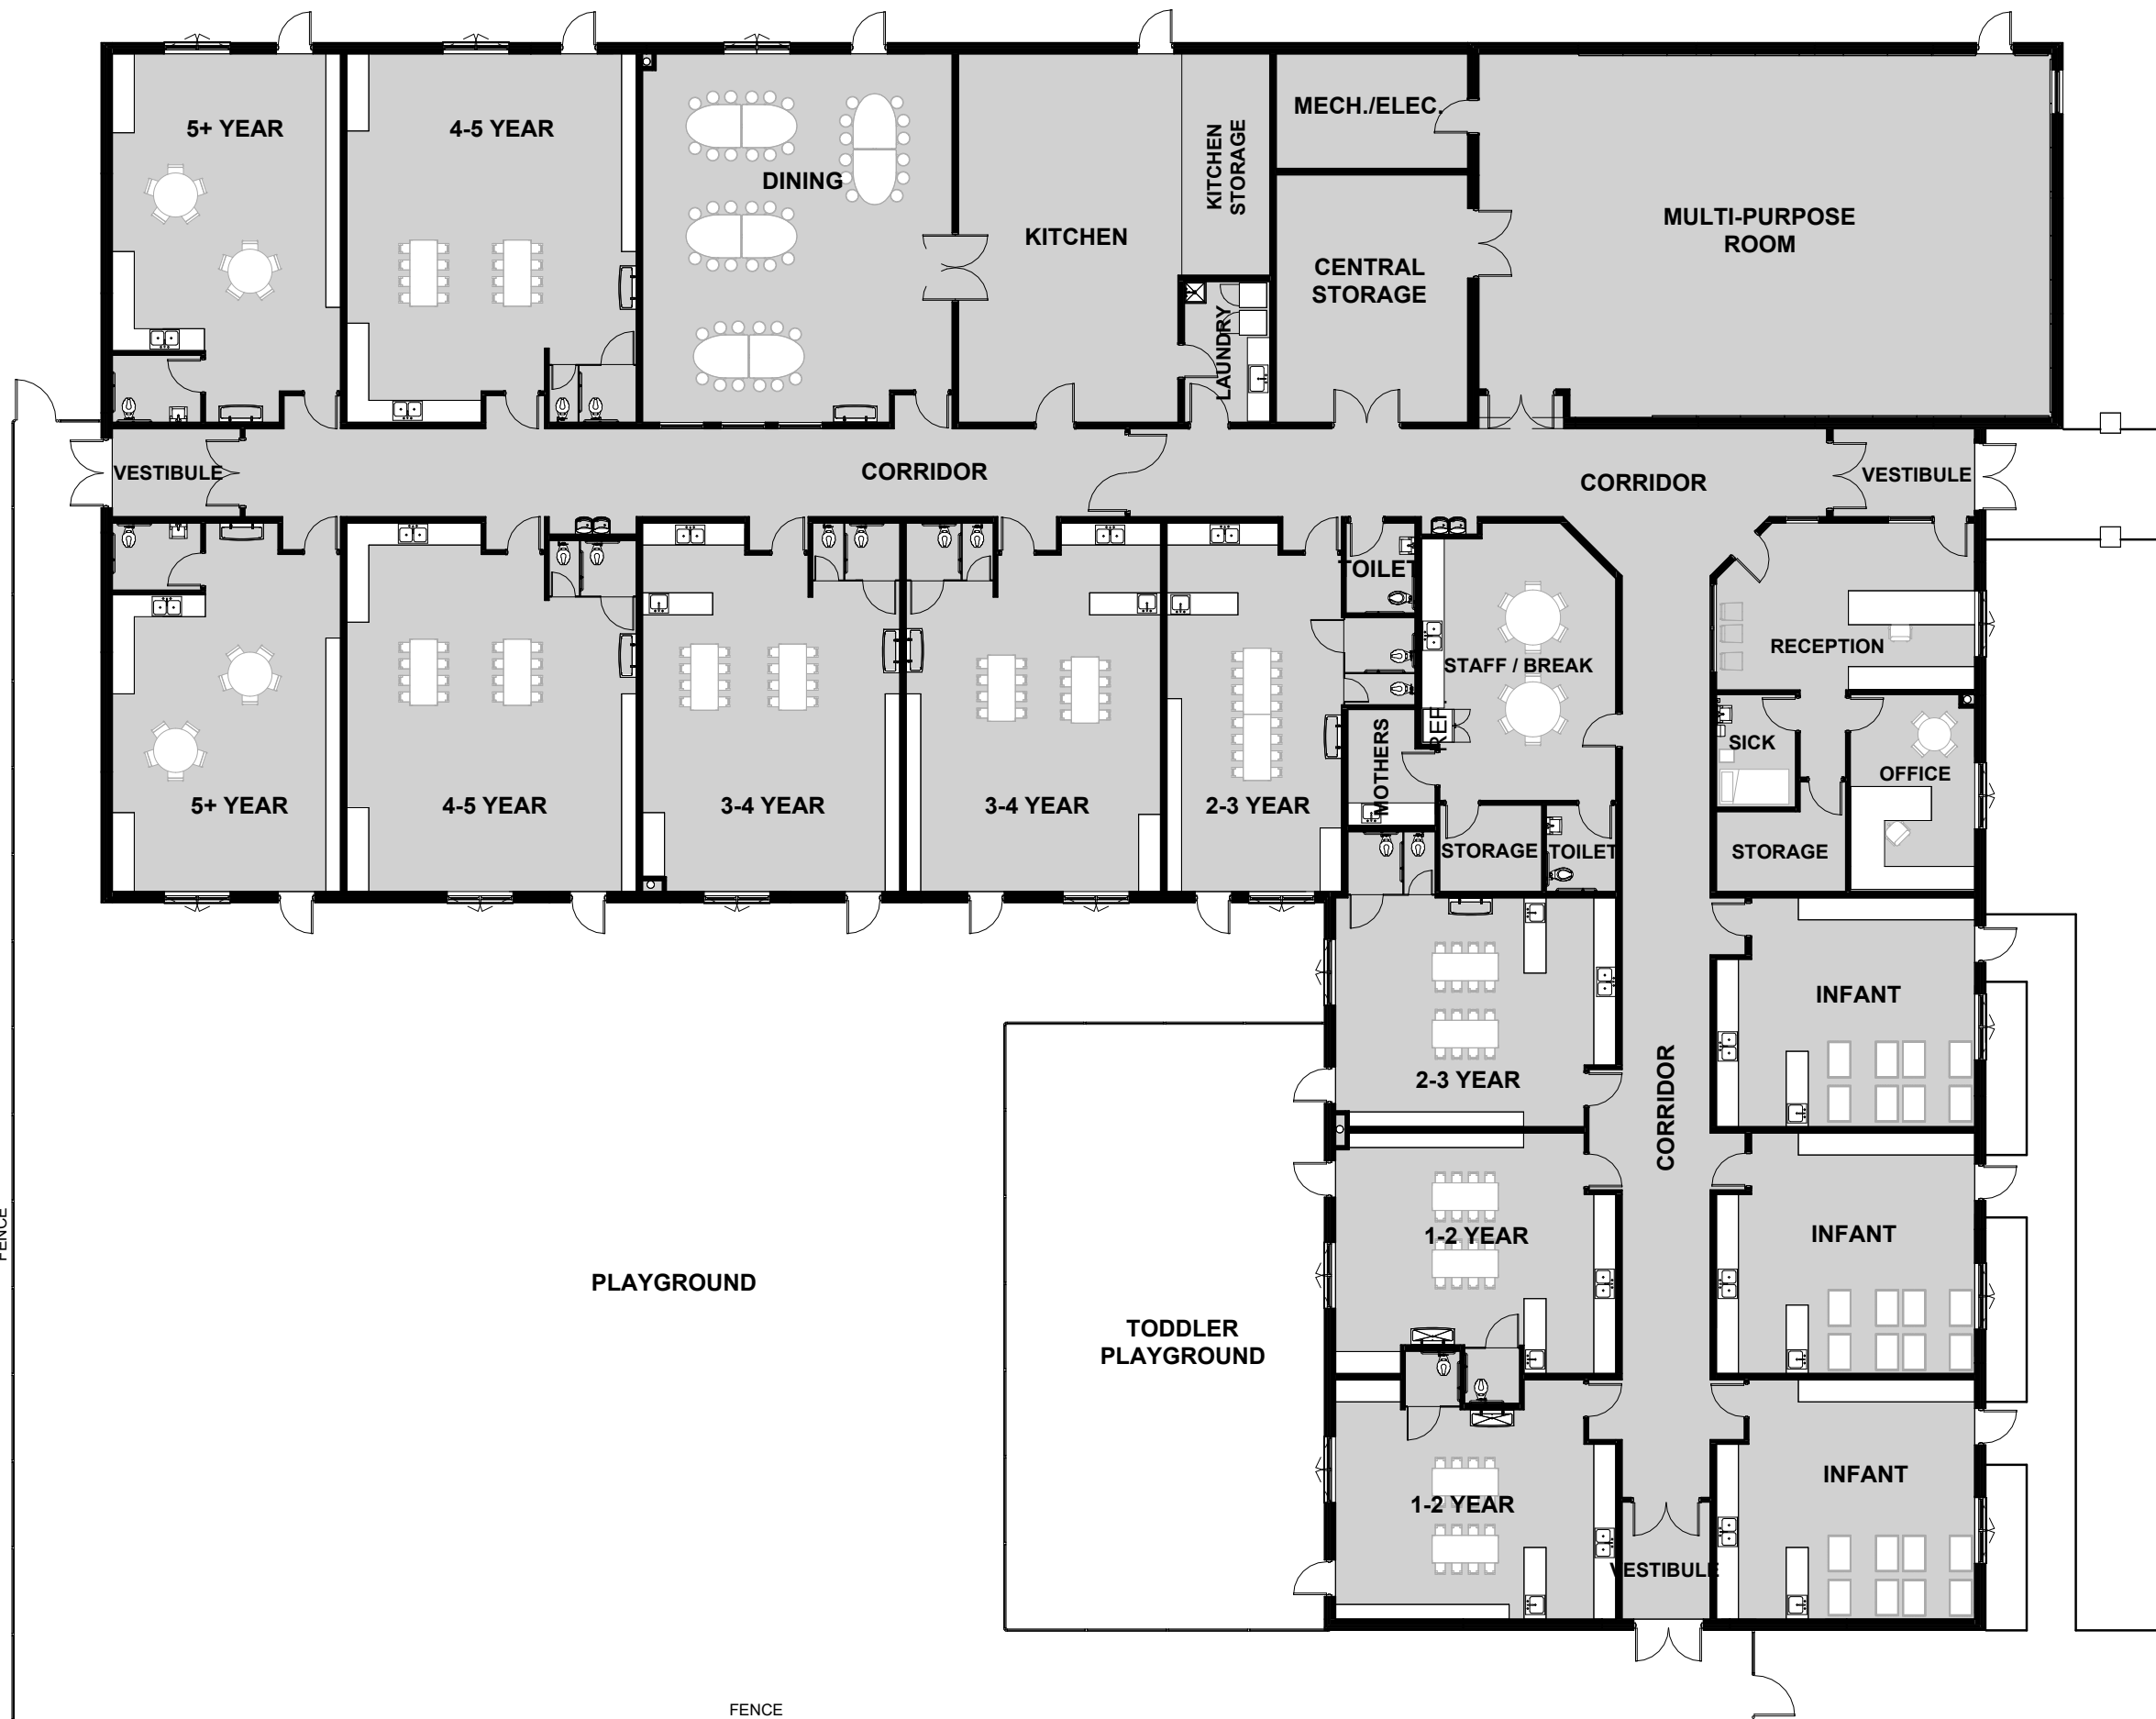 5+ YEAR
4-5 YEAR
DINING
KITCHEN
KITCHEN
STORAGE
MECH./ELEC.
MULTI-PURPOSE
ROOM
CENTRAL
STORAGE
LAUNDRY
VESTIBULE
CORRIDOR
CORRIDOR
VESTIBULE
TOILET
STAFF / BREAK
RECEPTION
REF
MOTHERS
SICK
OFFICE
5+ YEAR
4-5 YEAR
3-4 YEAR
3-4 YEAR
2-3 YEAR
STORAGE
TOILET
STORAGE
INFANT
2-3 YEAR
CORRIDOR
FENCE
1-2 YEAR
INFANT
PLAYGROUND
TODDLER
PLAYGROUND
INFANT
1-2 YEAR
VESTIBULE
FENCE